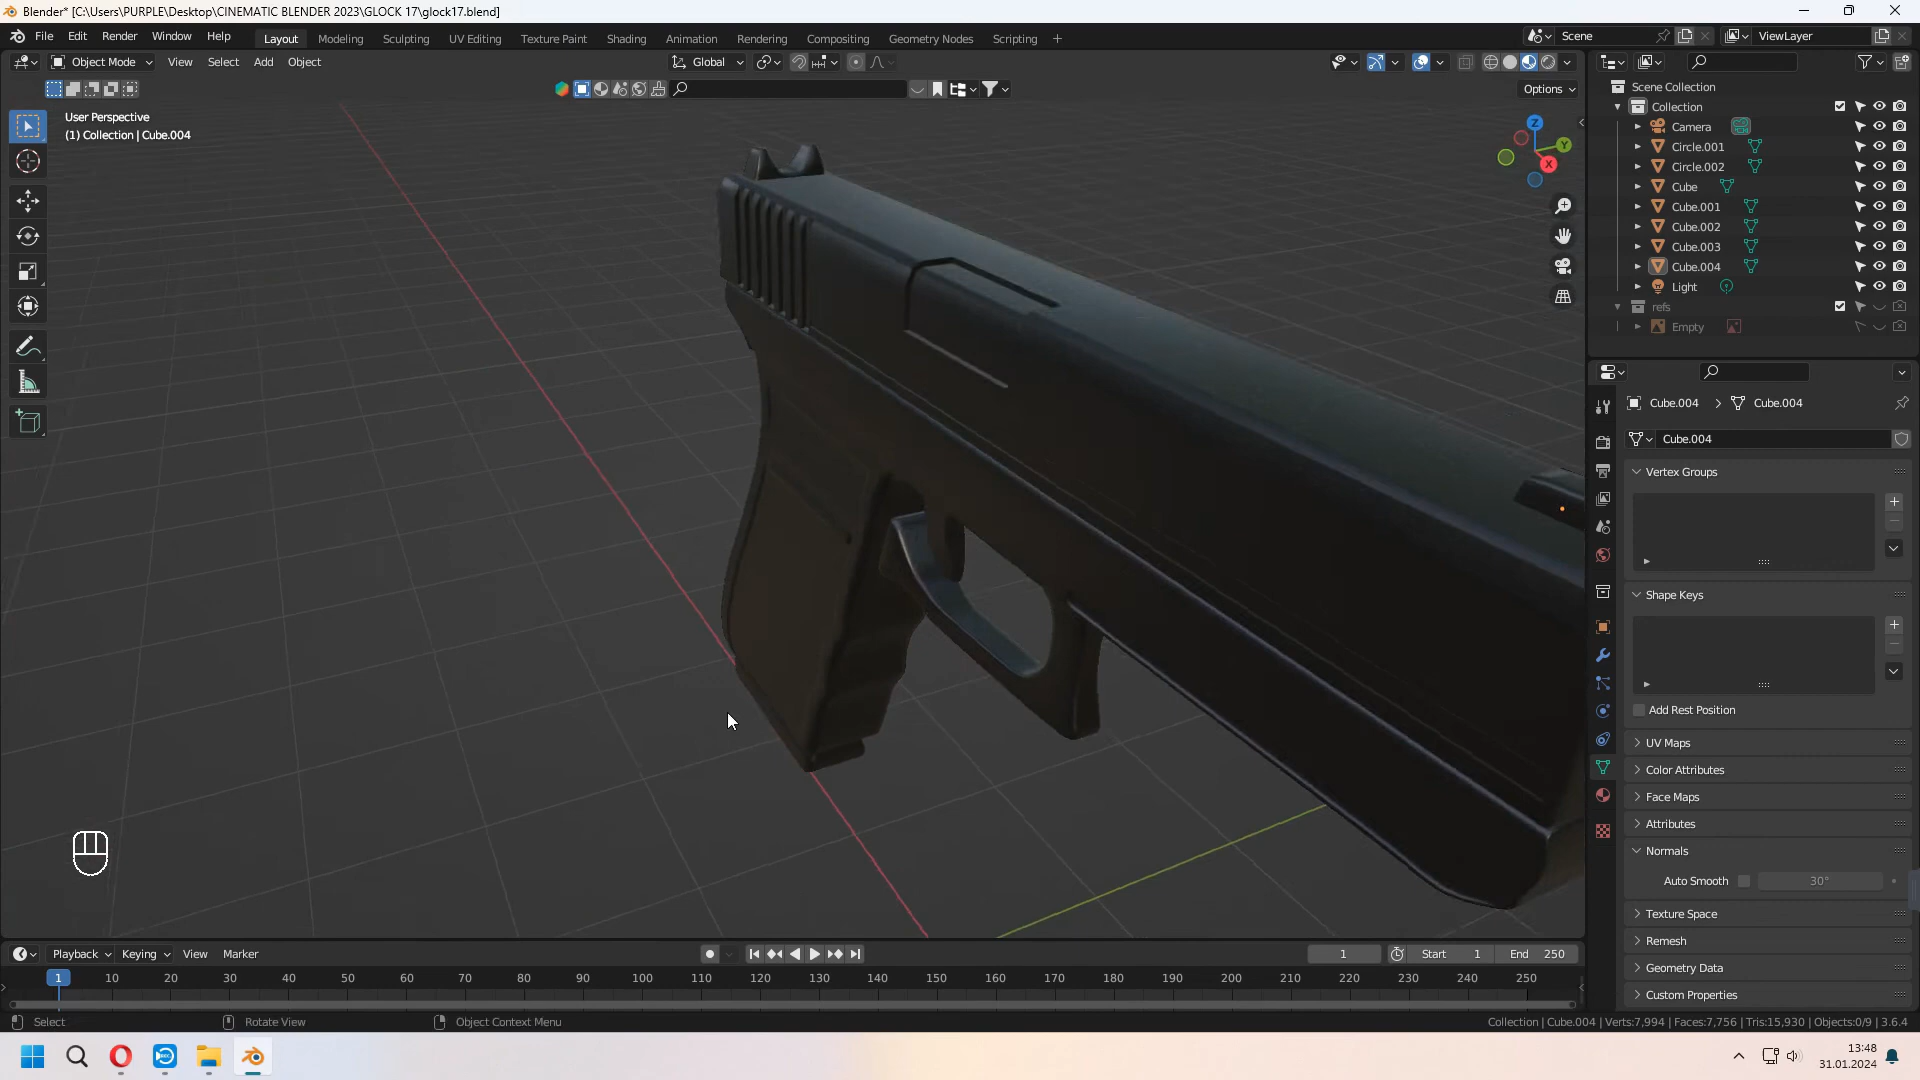 Blender* [C:\Users\PURPLE\Desktop\CINEMATIC BLENDER 2023\GLOCK 17\glock17.blend]
File Edit Render Window Help Layout Modeling Sculpting UV Editing Texture Paint Shading Animation Rendering Compositing Geometry Nodes Scripting + Scene ViewLayer
Object Mode View Select Add Object Global
Options
User Perspective
(1) Collection | Cube.004
Z
Y
X
Scene Collection
Collection
Camera
Circle.001
Circle.002
Cube
Cube.001
Cube.002
Cube.003
Cube.004
Light
refs
Empty
Cube.004 > Cube.004
Cube.004
Vertex Groups
Shape Keys
Add Rest Position
UV Maps
Color Attributes
Face Maps
Attributes
Normals
Auto Smooth 30°
Texture Space
Remesh
Geometry Data
Custom Properties
Playback Keying View Marker 1 Start 1 End 250
1 10 20 30 40 50 60 70 80 90 100 110 120 130 140 150 160 170 180 190 200 210 220 230 240 250
Select Rotate View Object Context Menu Collection | Cube.004 | Verts:7,994 | Faces:7,756 | Tris:15,930 | Objects:0/9 | 3.6.4
REC
13:48
31.01.2024